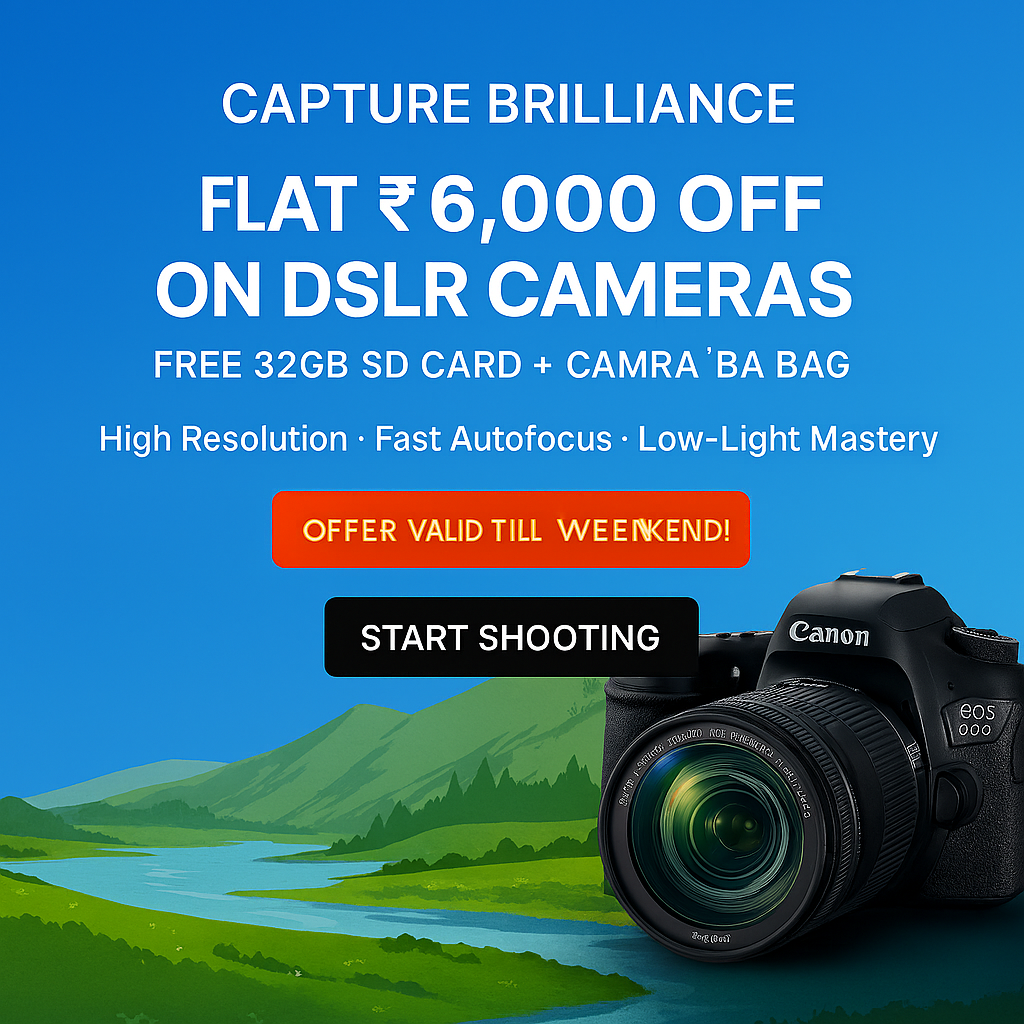 CAPTURE BRILLIANCE
FLAT ₹ 6,000 OFF
ON DSLR CAMERAS
FREE 32GB SD CARD + CAMRA 'BA BAG
High Resolution · Fast Autofocus · Low-Light Mastery
OFFER VALID TILL WEENKEND!
START SHOOTING
Canon
EOS
000